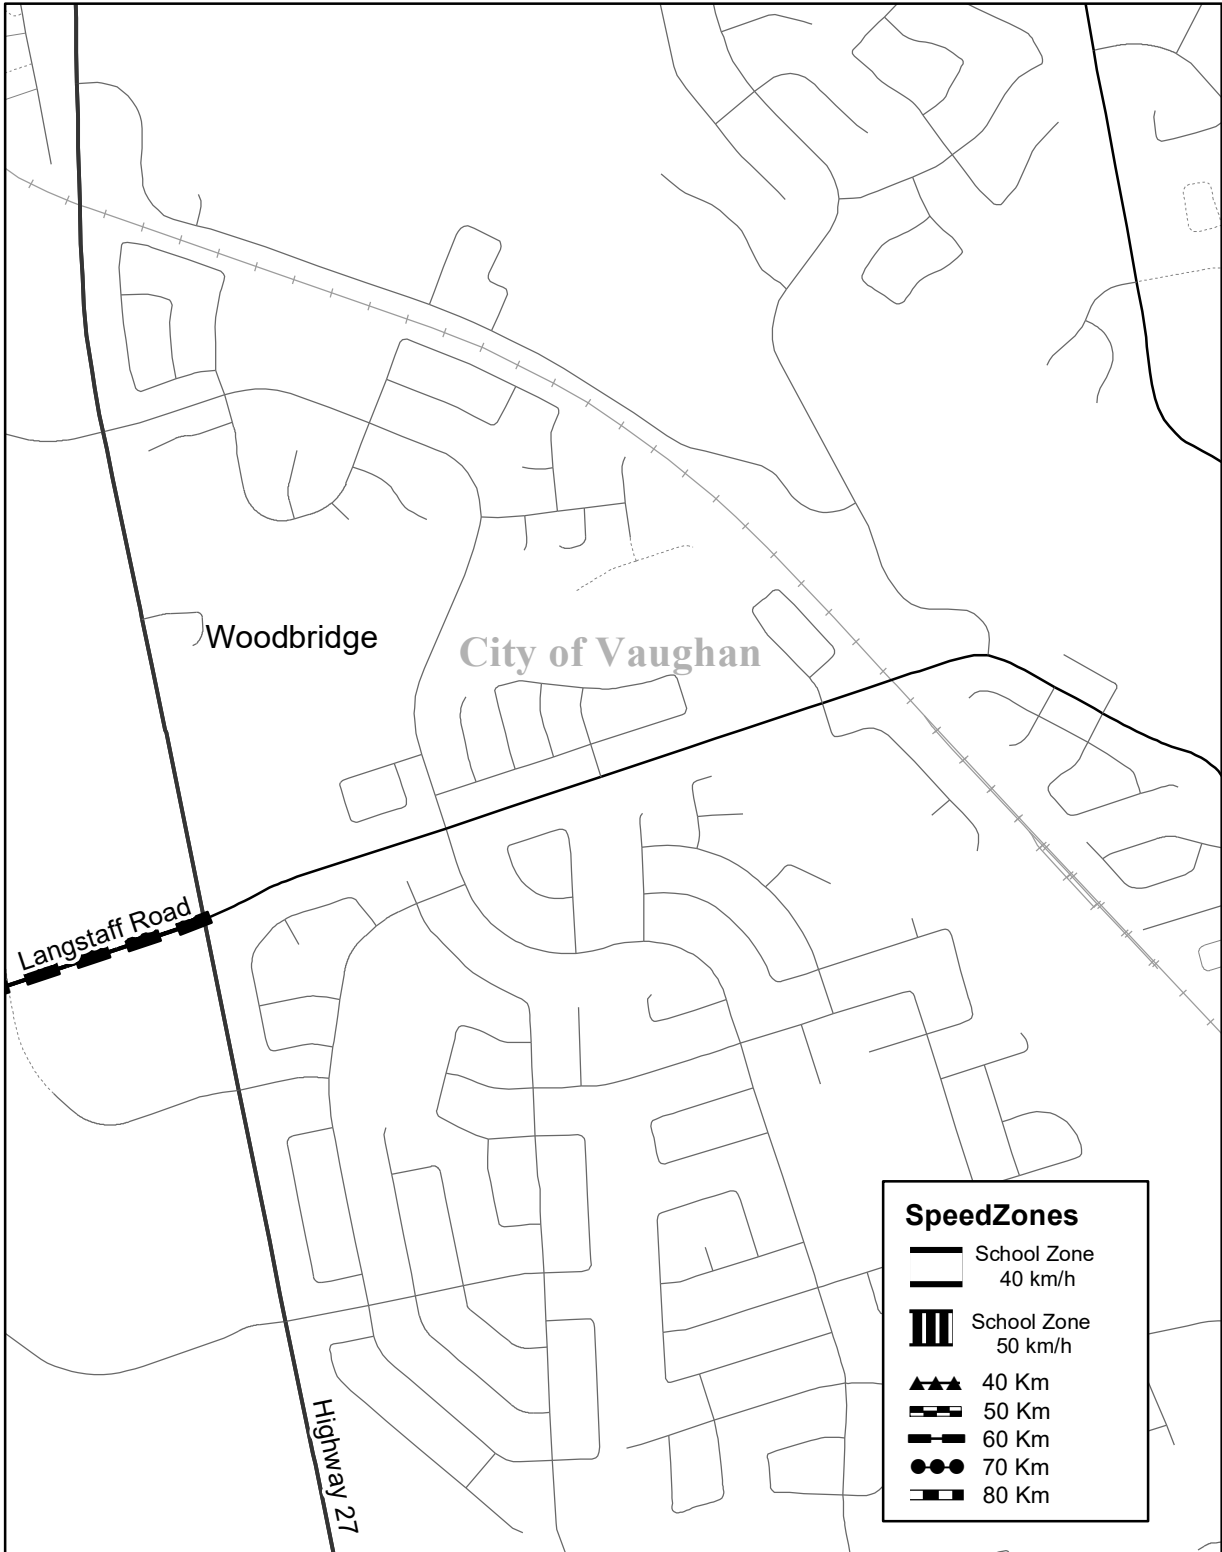 Woodbridge
City of Vaughan
Langstaff Road
Highway 27
SpeedZones
School Zone
40 km/h
School Zone
50 km/h
40 Km
50 Km
60 Km
70 Km
80 Km